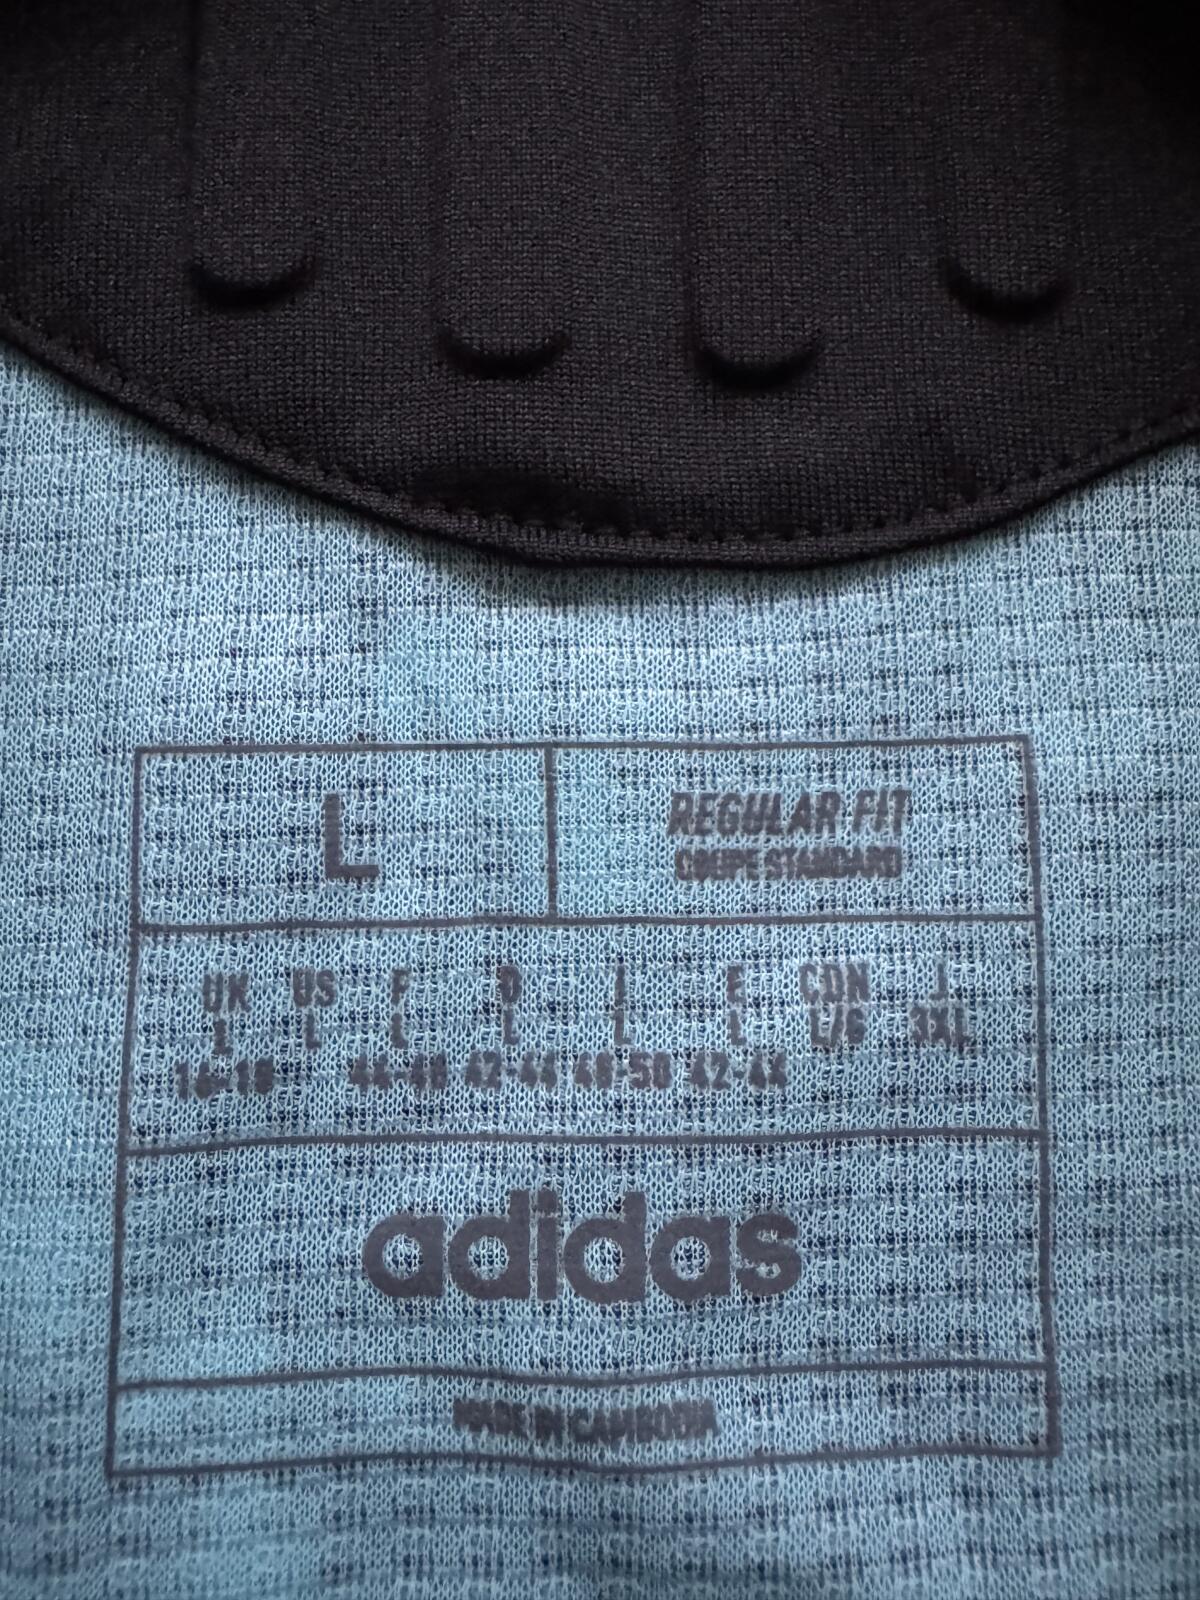 L
REGULAR FIT
COUPE STANDARD
UK US F D I E CDN J
L L L L L L L/G 3XL
16-18 44-46 42-44 48-50 42-44
adidas
MADE IN CAMBODIA